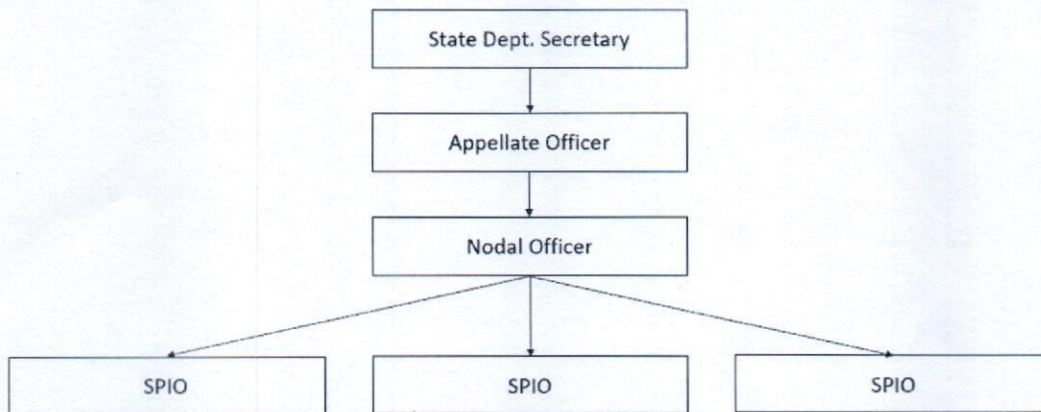 State Dept. Secretary
Appellate Officer
Nodal Officer
SPIO
SPIO
SPIO